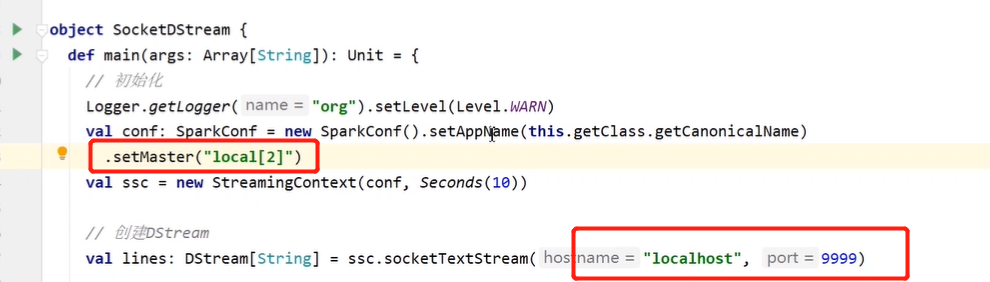 object SocketDStream {
def main(args: Array[String]): Unit = {
// 初始化
Logger.getLogger( name = "org").setLevel(Level.WARN)
val conf: SparkConf = new SparkConf().setAppName(this.getClass.getCanonicalName)
.setMaster("local[2]")
val ssc = new StreamingContext(conf, Seconds(10))
// 创建DStream
val lines: DStream[String] = ssc.socketTextStream( hostname = "localhost", port = 9999)